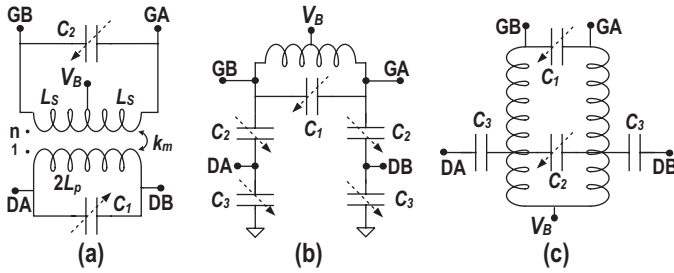 GB GA
C2
VB
LS LS
n
1
km
2Lp
DA DB
C1
(a)
VB
GB GA
C1
C2 C2
DA DB
C3 C3
(b)
GB GA
C1
C3 C3
DA DB
C2
VB
(c)